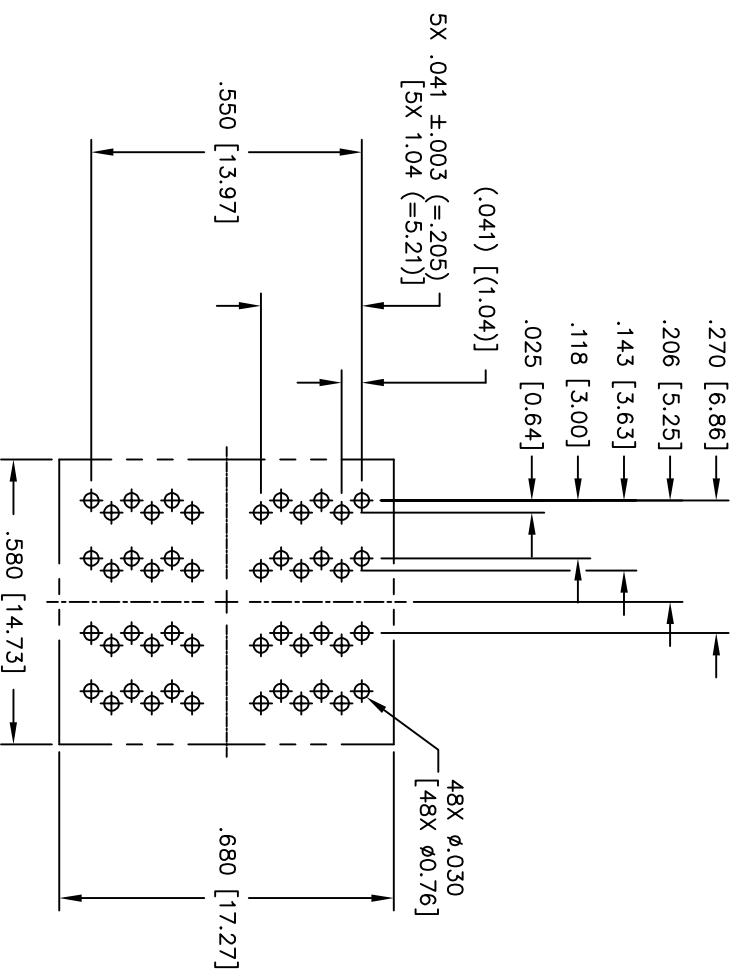 .270 [6.86]
.206 [5.25]
.143 [3.63]
.118 [3.00]
.025 [0.64]
(.041) [(1.04)]
5X .041 ±.003 (=.205)
[5X 1.04 (=5.21)]
.550 [13.97]
48X ø.030
[48X ø0.76]
.680 [17.27]
.580 [14.73]